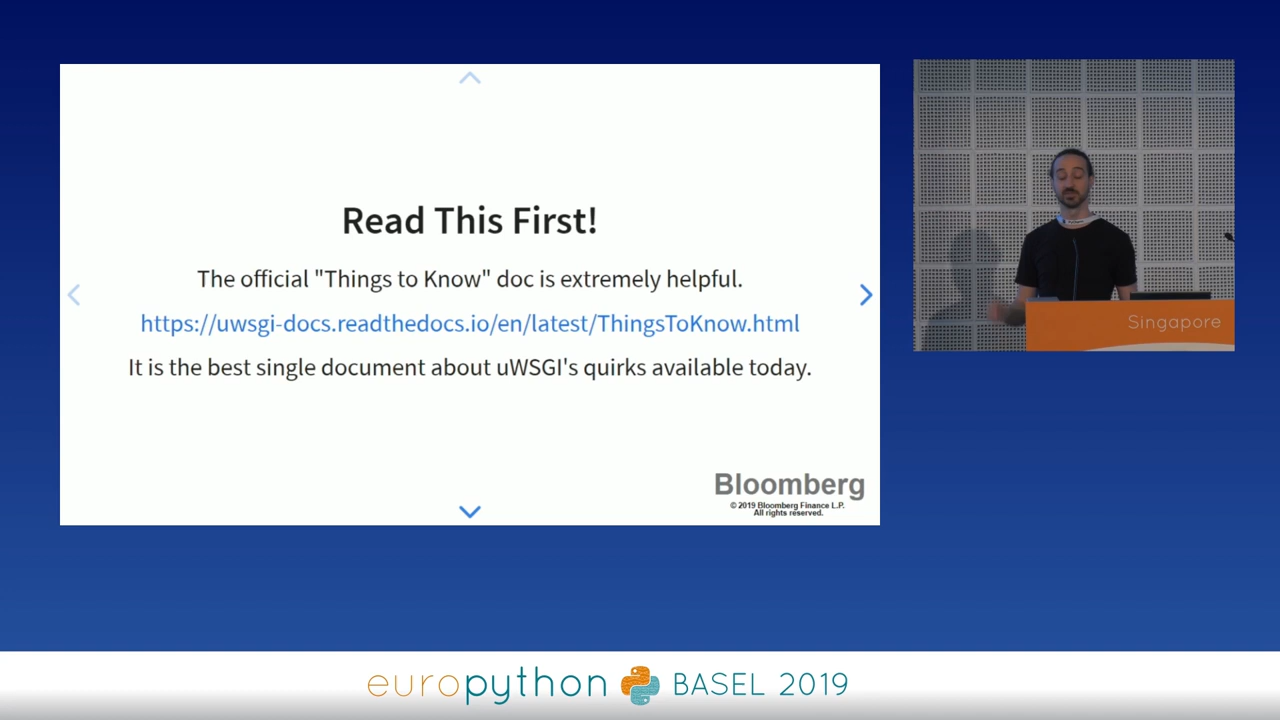 Read This First!
The official "Things to Know" doc is extremely helpful.
https://uwsgi-docs.readthedocs.io/en/latest/ThingsToKnow.html
It is the best single document about uWSGI's quirks available today.
Bloomberg
© 2019 Bloomberg Finance L.P.
All rights reserved.
Singapore
europython BASEL 2019